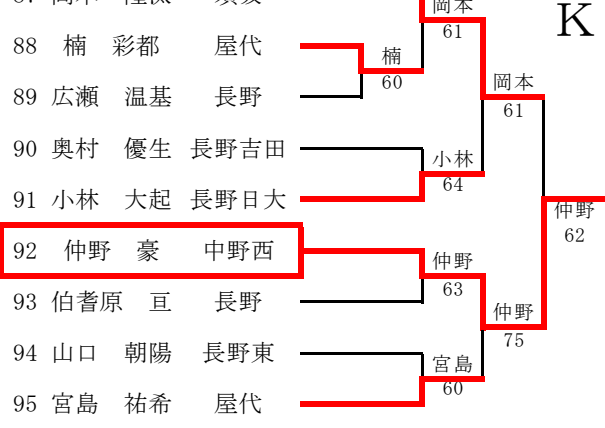 岡本
61
K
88 楠 彩都 屋代
楠
60
89 広瀬 温基 長野
岡本
61
90 奥村 優生 長野吉田
小林
64
91 小林 大起 長野日大
仲野
62
92 仲野 豪 中野西
仲野
63
93 伯耆原 亘 長野
仲野
75
94 山口 朝陽 長野東
宮島
60
95 宮島 祐希 屋代